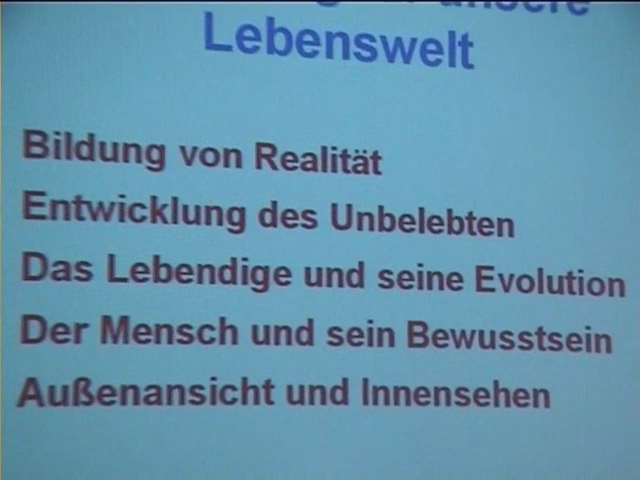 unsere
Lebenswelt
Bildung von Realität
Entwicklung des Unbelebten
Das Lebendige und seine Evolution
Der Mensch und sein Bewusstsein
Außenansicht und Innensehen